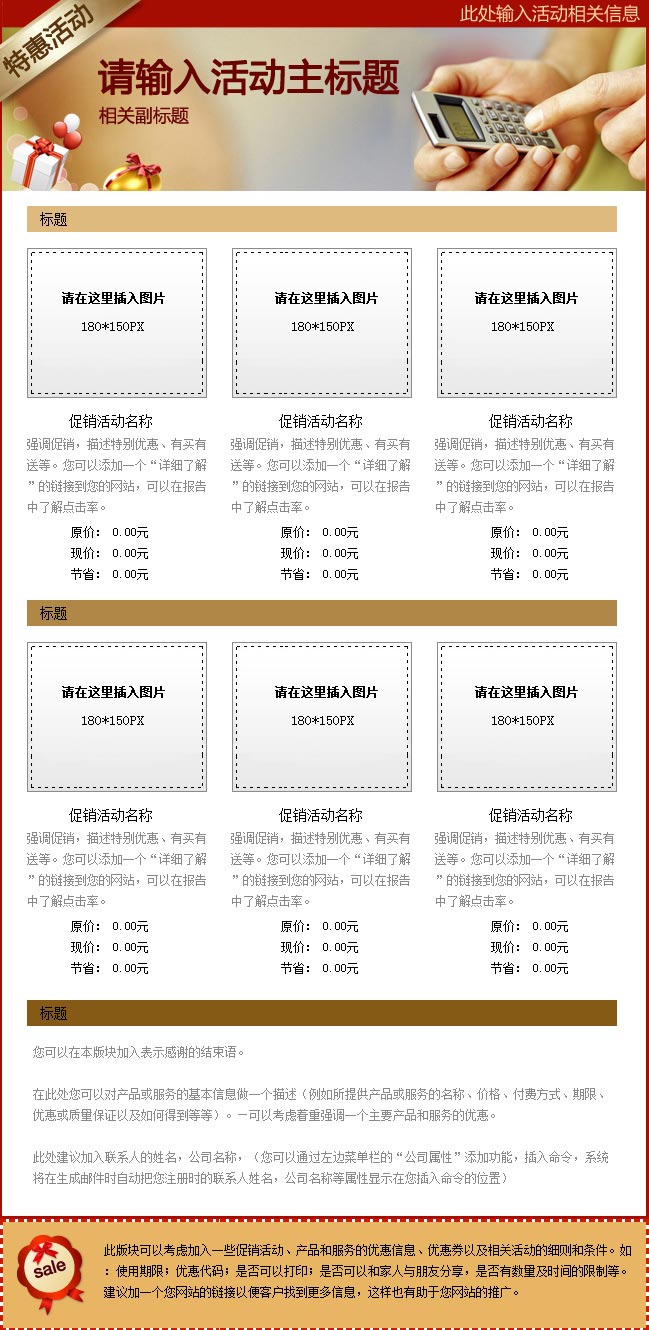 此处输入活动相关信息
特惠活动
请输入活动主标题
相关副标题
标题
请在这里插入图片 请在这里插入图片 请在这里插入图片
180*150PX 180*150PX 180*150PX
促销活动名称 促销活动名称 促销活动名称
强调促销，描述特别优惠、有买有 强调促销，描述特别优惠、有买有 强调促销，描述特别优惠、有买有
送等。您可以添加一个“详细了解 送等。您可以添加一个“详细了解 送等。您可以添加一个“详细了解
”的链接到您的网站，可以在报告 ”的链接到您的网站，可以在报告 ”的链接到您的网站，可以在报告
中了解点击率。 中了解点击率。 中了解点击率。
原价： 0.00元 原价： 0.00元 原价： 0.00元
现价： 0.00元 现价： 0.00元 现价： 0.00元
节省： 0.00元 节省： 0.00元 节省： 0.00元
标题
请在这里插入图片 请在这里插入图片 请在这里插入图片
180*150PX 180*150PX 180*150PX
促销活动名称 促销活动名称 促销活动名称
强调促销，描述特别优惠、有买有 强调促销，描述特别优惠、有买有 强调促销，描述特别优惠、有买有
送等。您可以添加一个“详细了解 送等。您可以添加一个“详细了解 送等。您可以添加一个“详细了解
”的链接到您的网站，可以在报告 ”的链接到您的网站，可以在报告 ”的链接到您的网站，可以在报告
中了解点击率。 中了解点击率。 中了解点击率。
原价： 0.00元 原价： 0.00元 原价： 0.00元
现价： 0.00元 现价： 0.00元 现价： 0.00元
节省： 0.00元 节省： 0.00元 节省： 0.00元
标题
您可以在本版块加入表示感谢的结束语。
在此处您可以对产品或服务的基本信息做一个描述（例如所提供产品或服务的名称、价格、付费方式、期限、
优惠或质量保证以及如何得到等等）。－可以考虑着重强调一个主要产品和服务的优惠。
此处建议加入联系人的姓名，公司名称，（您可以通过左边菜单栏的“公司属性”添加功能，插入命令，系统
将在生成邮件时自动把您注册时的联系人姓名，公司名称等属性显示在您插入命令的位置）
sale
此版块可以考虑加入一些促销活动、产品和服务的优惠信息、优惠券以及相关活动的细则和条件。如
：使用期限；优惠代码；是否可以打印；是否可以和家人与朋友分享，是否有数量及时间的限制等。
建议加一个您网站的链接以便客户找到更多信息，这样也有助于您网站的推广。